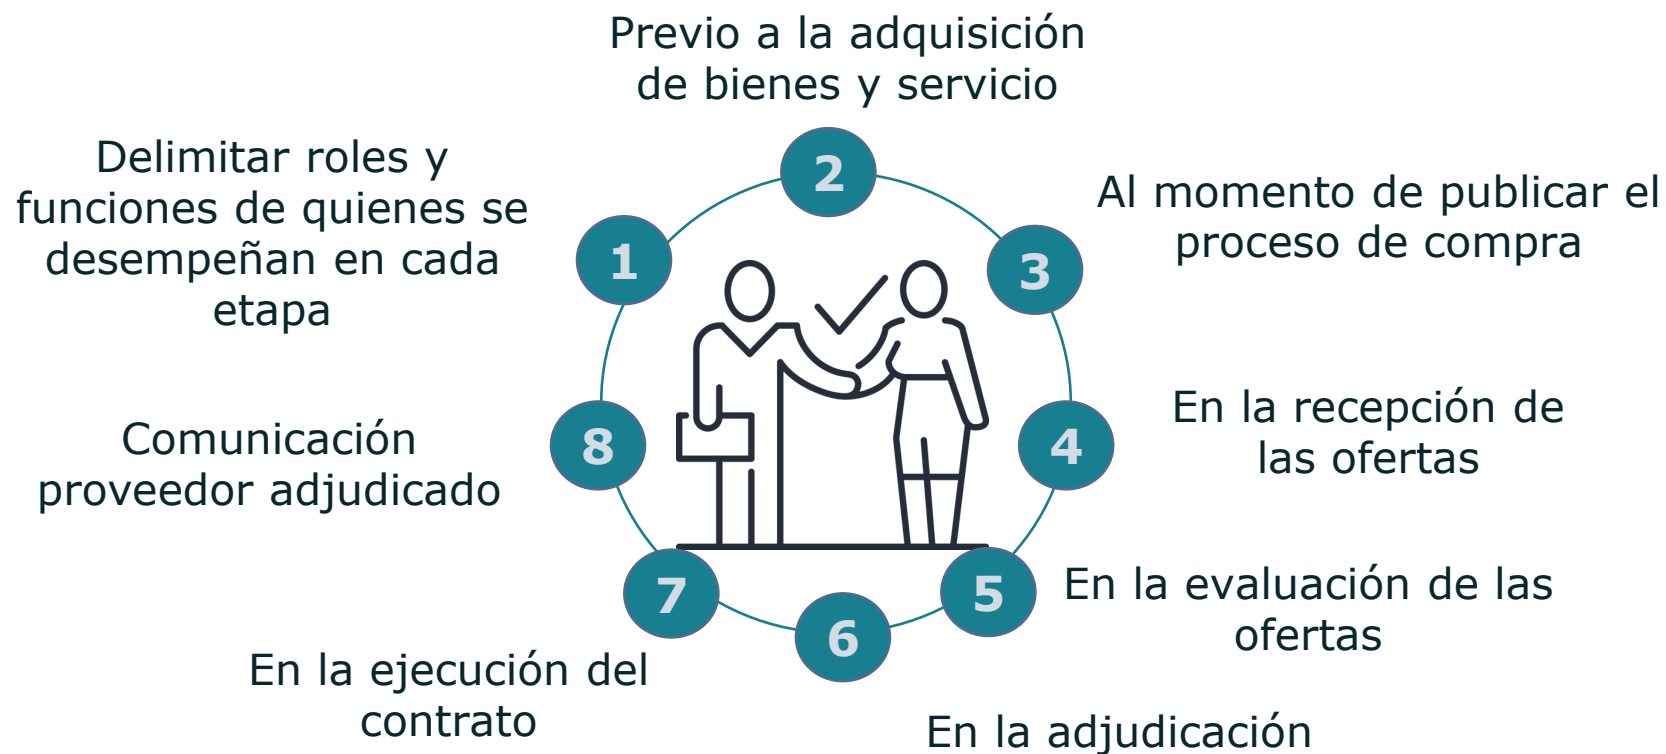 1
Delimitar roles y
funciones de quienes se
desempeñan en cada
etapa
2
Previo a la adquisición
de bienes y servicio
3
Al momento de publicar el
proceso de compra
4
En la recepción de
las ofertas
5
En la evaluación de las
ofertas
6
En la adjudicación
7
En la ejecución del
contrato
8
Comunicación
proveedor adjudicado